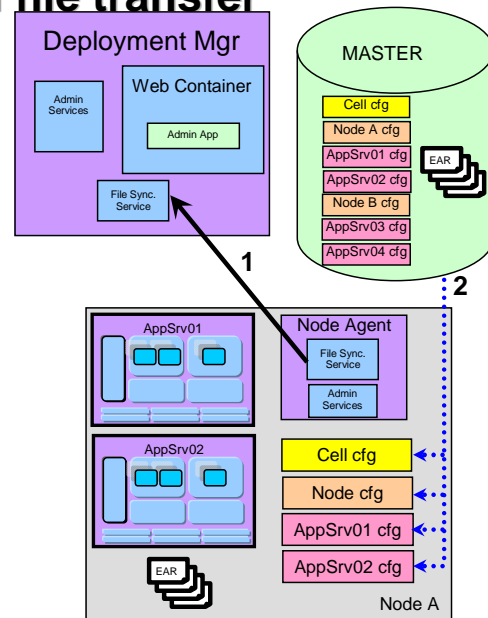 file transfer
Deployment Mgr
Admin
Services
Web Container
Admin App
File Sync.
Service
MASTER
Cell cfg
Node A cfg
AppSrv01 cfg
AppSrv02 cfg
Node B cfg
AppSrv03 cfg
AppSrv04 cfg
EAR
1
2
AppSrv01
Node Agent
File Sync.
Service
Admin
Services
AppSrv02
Cell cfg
Node cfg
AppSrv01 cfg
AppSrv02 cfg
EAR
Node A